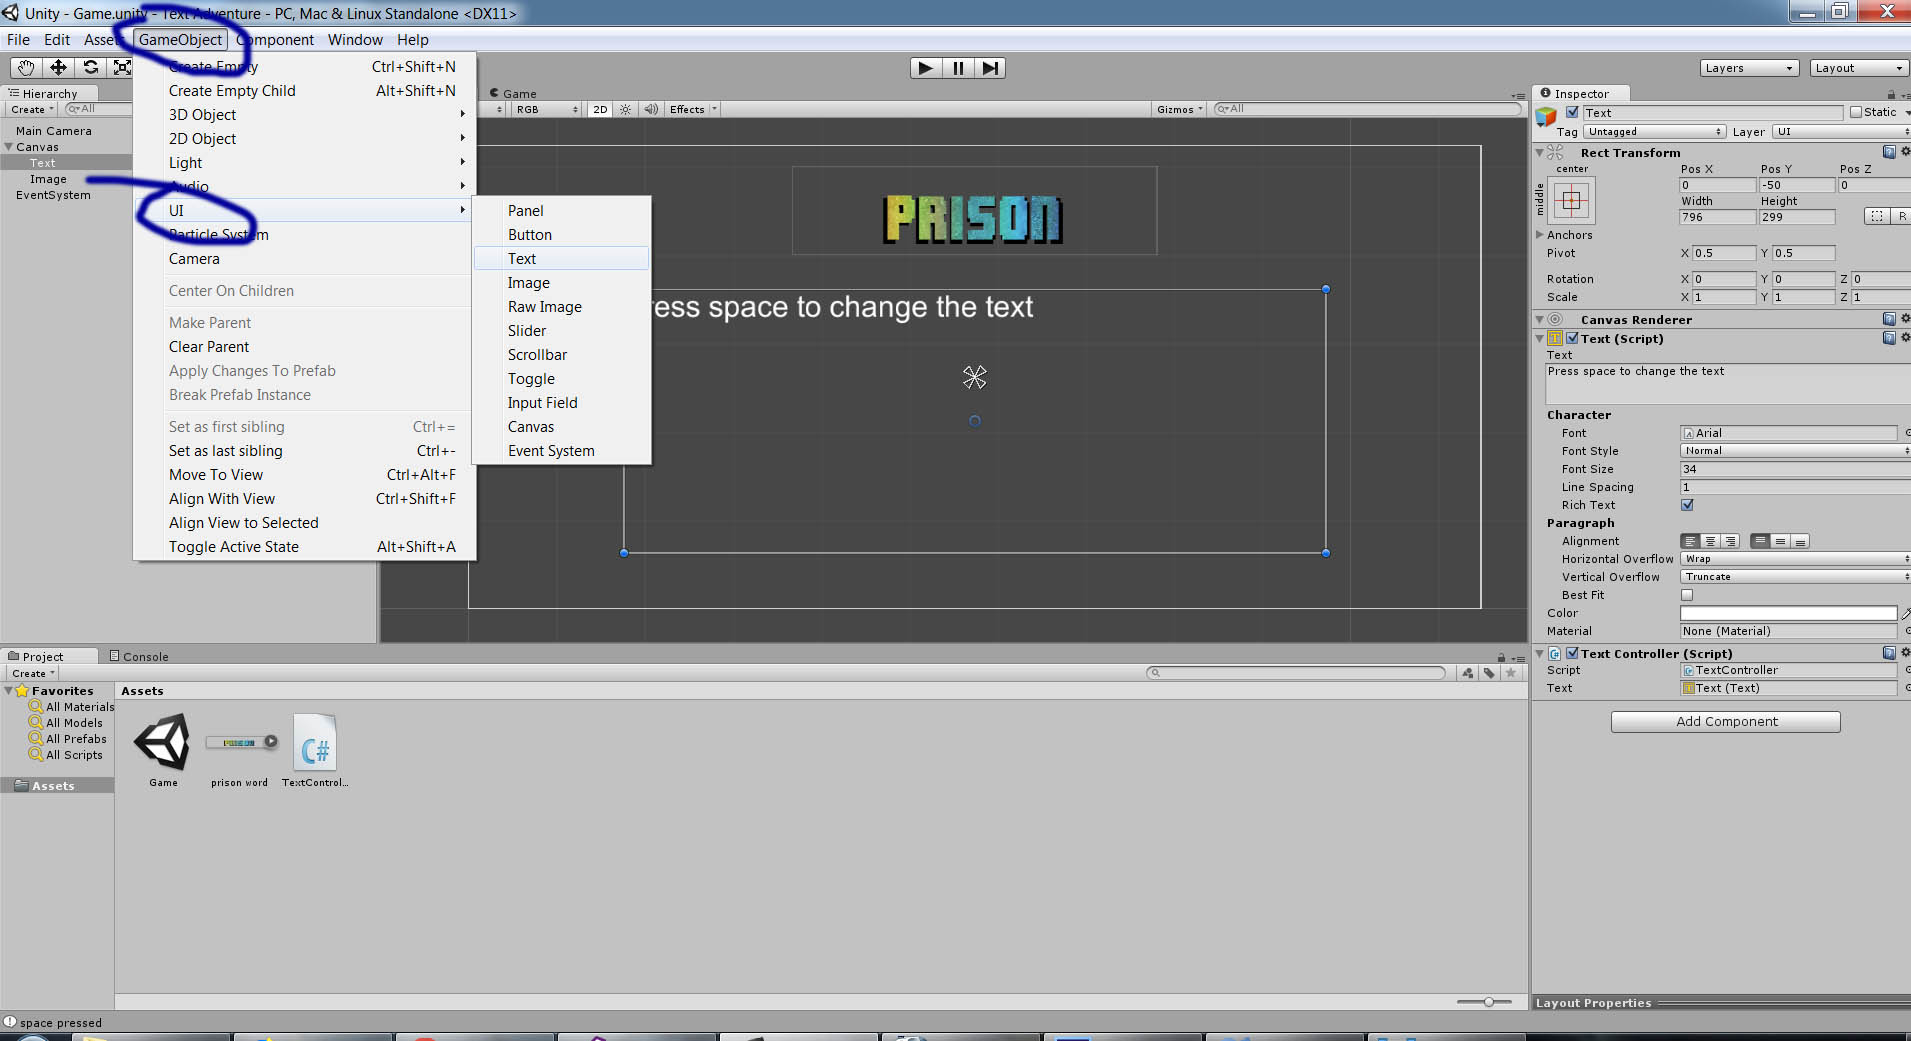 Unity - Game.unity - Text Adventure - PC, Mac & Linux Standalone <DX11>
File Edit Assets GameObject Component Window Help
Layers Layout
Create Empty Ctrl+Shift+N
Create Empty Child Alt+Shift+N
3D Object
2D Object
Light
Audio
UI
Particle System
Camera
Center On Children
Make Parent
Clear Parent
Apply Changes To Prefab
Break Prefab Instance
Set as first sibling Ctrl+=
Set as last sibling Ctrl+-
Move To View Ctrl+Alt+F
Align With View Ctrl+Shift+F
Align View to Selected
Toggle Active State Alt+Shift+A
Panel
Button
Text
Image
Raw Image
Slider
Scrollbar
Toggle
Input Field
Canvas
Event System
Hierarchy
Create All
Main Camera
Canvas
Text
Image
EventSystem
Game
RGB 2D Effects Gizmos All
PRISON
ress space to change the text
Inspector
Text Static
Tag Untagged Layer UI
Rect Transform
center
middle
Pos X Pos Y Pos Z
0 -50 0
Width Height
796 299 R
Anchors
Pivot X 0.5 Y 0.5
Rotation X 0 Y 0 Z 0
Scale X 1 Y 1 Z 1
Canvas Renderer
Text (Script)
Text
Press space to change the text
Character
Font Arial
Font Style Normal
Font Size 34
Line Spacing 1
Rich Text
Paragraph
Alignment
Horizontal Overflow Wrap
Vertical Overflow Truncate
Best Fit
Color
Material None (Material)
Text Controller (Script)
Script TextController
Text Text (Text)
Add Component
Layout Properties
Project Console
Create
Favorites
All Materials
All Models
All Prefabs
All Scripts
Assets
Assets
Game prison word TextControl...
space pressed